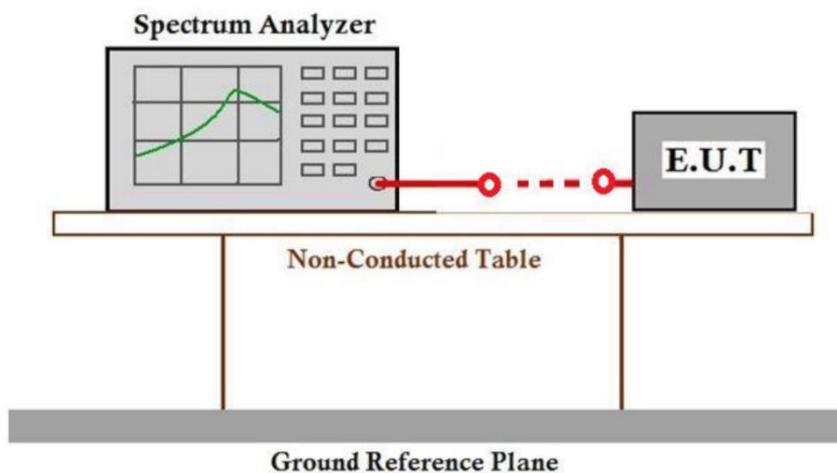 Spectrum Analyzer
E.U.T
Non-Conducted Table
Ground Reference Plane